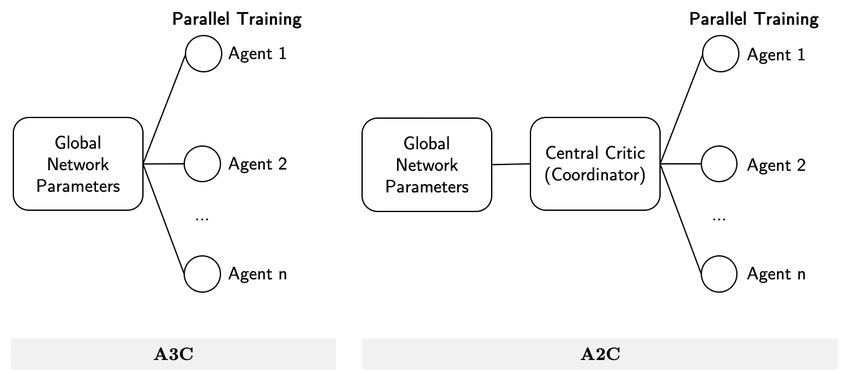 Parallel Training
Agent 1
Global
Network
Parameters
Agent 2
...
Agent n
A3C
Parallel Training
Agent 1
Global
Network
Parameters
Central Critic
(Coordinator)
Agent 2
...
Agent n
A2C